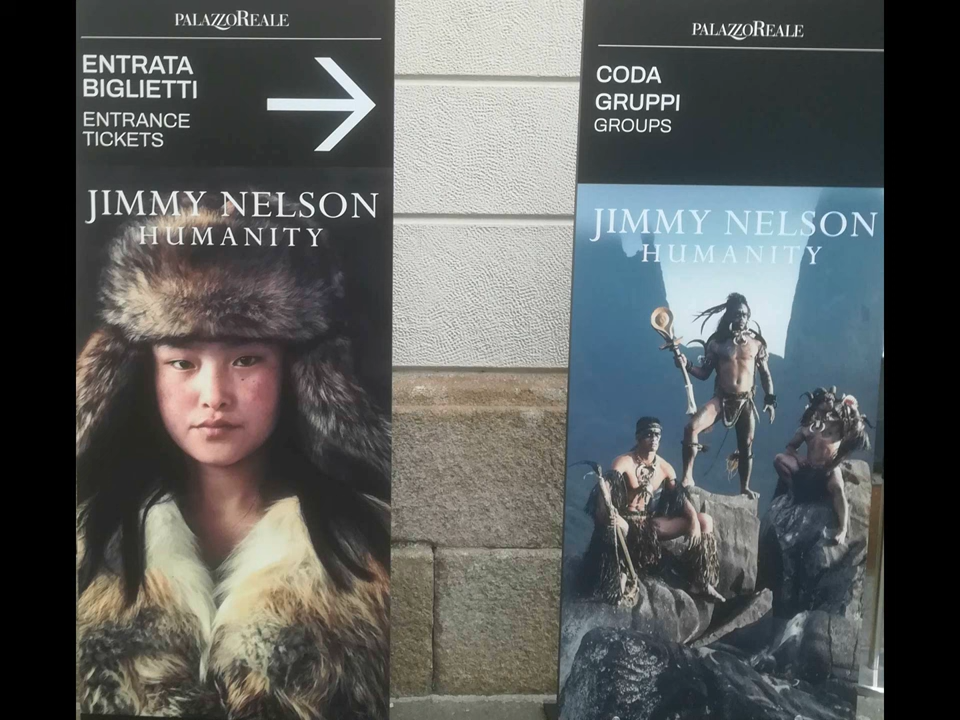 PALAZZOREALE
ENTRATA
BIGLIETTI
ENTRANCE
TICKETS
JIMMY NELSON
HUMANITY
PALAZZOREALE
CODA
GRUPPI
GROUPS
JIMMY NELSON
HUMANITY